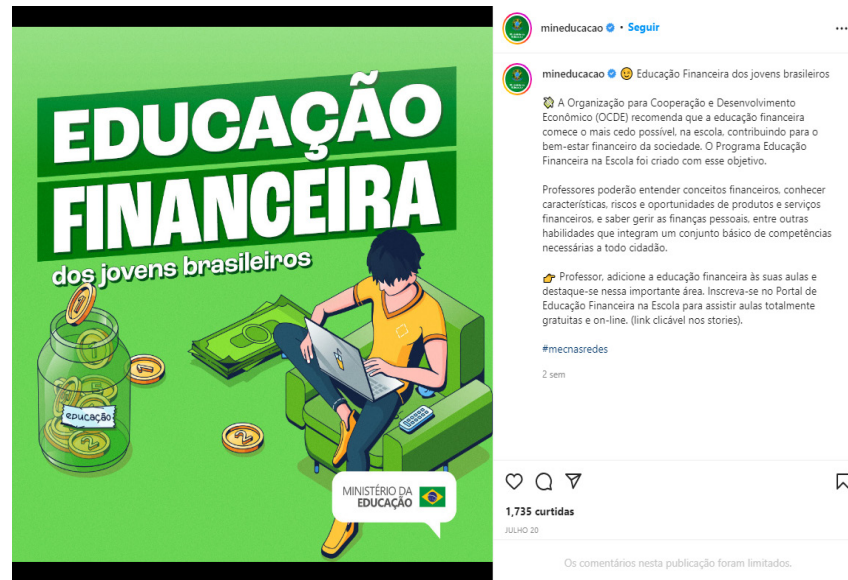 EDUCAÇÃO
FINANCEIRA
dos jovens brasileiros
1
1
2
2
EDUCAÇÃO
MINISTÉRIO DA
EDUCAÇÃO
mineducacao • Seguir
mineducacao 😉 Educação Financeira dos jovens brasileiros
💸 A Organização para Cooperação e Desenvolvimento
Econômico (OCDE) recomenda que a educação financeira
comece o mais cedo possível, na escola, contribuindo para o
bem-estar financeiro da sociedade. O Programa Educação
Financeira na Escola foi criado com esse objetivo.
Professores poderão entender conceitos financeiros, conhecer
características, riscos e oportunidades de produtos e serviços
financeiros, e saber gerir as finanças pessoais, entre outras
habilidades que integram um conjunto básico de competências
necessárias a todo cidadão.
👉 Professor, adicione a educação financeira às suas aulas e
destaque-se nessa importante área. Inscreva-se no Portal de
Educação Financeira na Escola para assistir aulas totalmente
gratuitas e on-line. (link clicável nos stories).
#mecnasredes
2 sem
1,735 curtidas
JULHO 20
Os comentários nesta publicação foram limitados.